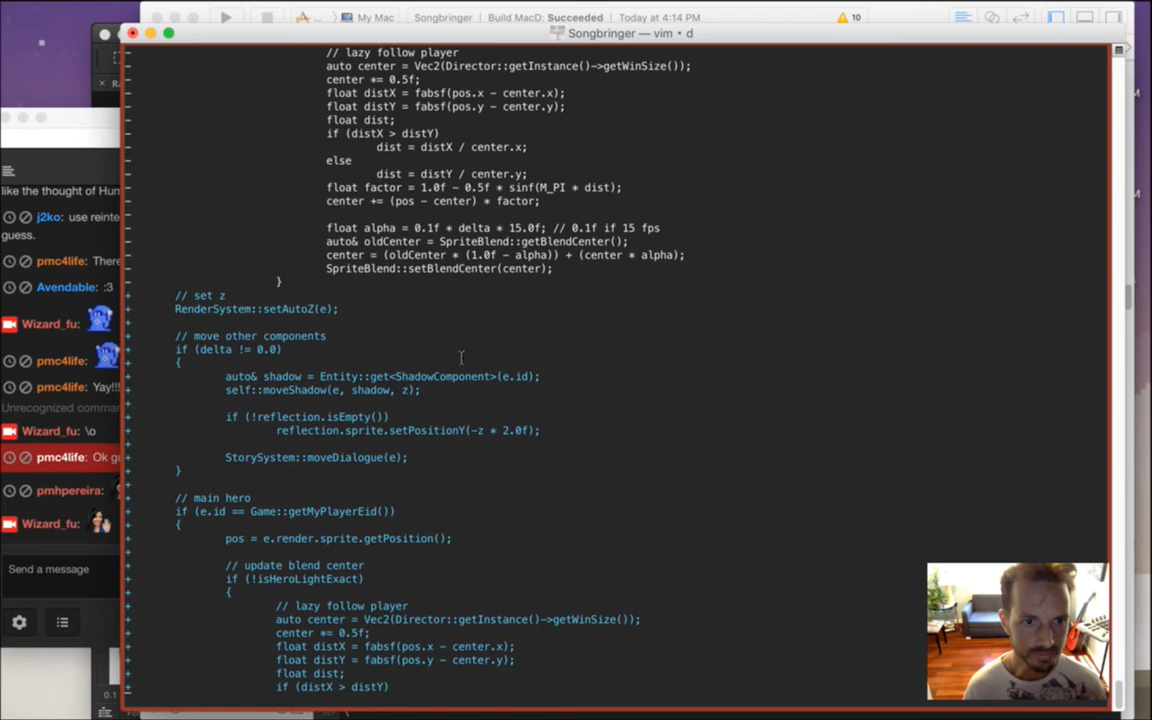 My Mac
Songbringer
Build MacD: Succeeded
Today at 4:14 PM
10
Songbringer — vim • d
like the thought of Hum
j2ko: use reinte
guess.
pmc4life: There
Avendable: :3
Wizard_fu:
pmc4life:
pmc4life: Yay!!!
Unrecognized comma
Wizard_fu: \o
pmc4life: Ok gu
pmhpereira:
Wizard_fu:
Send a message
0.1
- // lazy follow player
- auto center = Vec2(Director::getInstance()->getWinSize());
- center *= 0.5f;
- float distX = fabsf(pos.x - center.x);
- float distY = fabsf(pos.y - center.y);
- float dist;
- if (distX > distY)
- dist = distX / center.x;
- else
- dist = distY / center.y;
- float factor = 1.0f - 0.5f * sinf(M_PI * dist);
- center += (pos - center) * factor;
-
- float alpha = 0.1f * delta * 15.0f; // 0.1f if 15 fps
- auto& oldCenter = SpriteBlend::getBlendCenter();
- center = (oldCenter * (1.0f - alpha)) + (center * alpha);
- SpriteBlend::setBlendCenter(center);
- }
+ // set z
+ RenderSystem::setAutoZ(e);
+
+ // move other components
+ if (delta != 0.0)
+ {
+ auto& shadow = Entity::get<ShadowComponent>(e.id);
+ self::moveShadow(e, shadow, z);
+
+ if (!reflection.isEmpty())
+ reflection.sprite.setPositionY(-z * 2.0f);
+
+ StorySystem::moveDialogue(e);
+ }
+
+ // main hero
+ if (e.id == Game::getMyPlayerEid())
+ {
+ pos = e.render.sprite.getPosition();
+
+ // update blend center
+ if (!isHeroLightExact)
+ {
+ // lazy follow player
+ auto center = Vec2(Director::getInstance()->getWinSize());
+ center *= 0.5f;
+ float distX = fabsf(pos.x - center.x);
+ float distY = fabsf(pos.y - center.y);
+ float dist;
+ if (distX > distY)